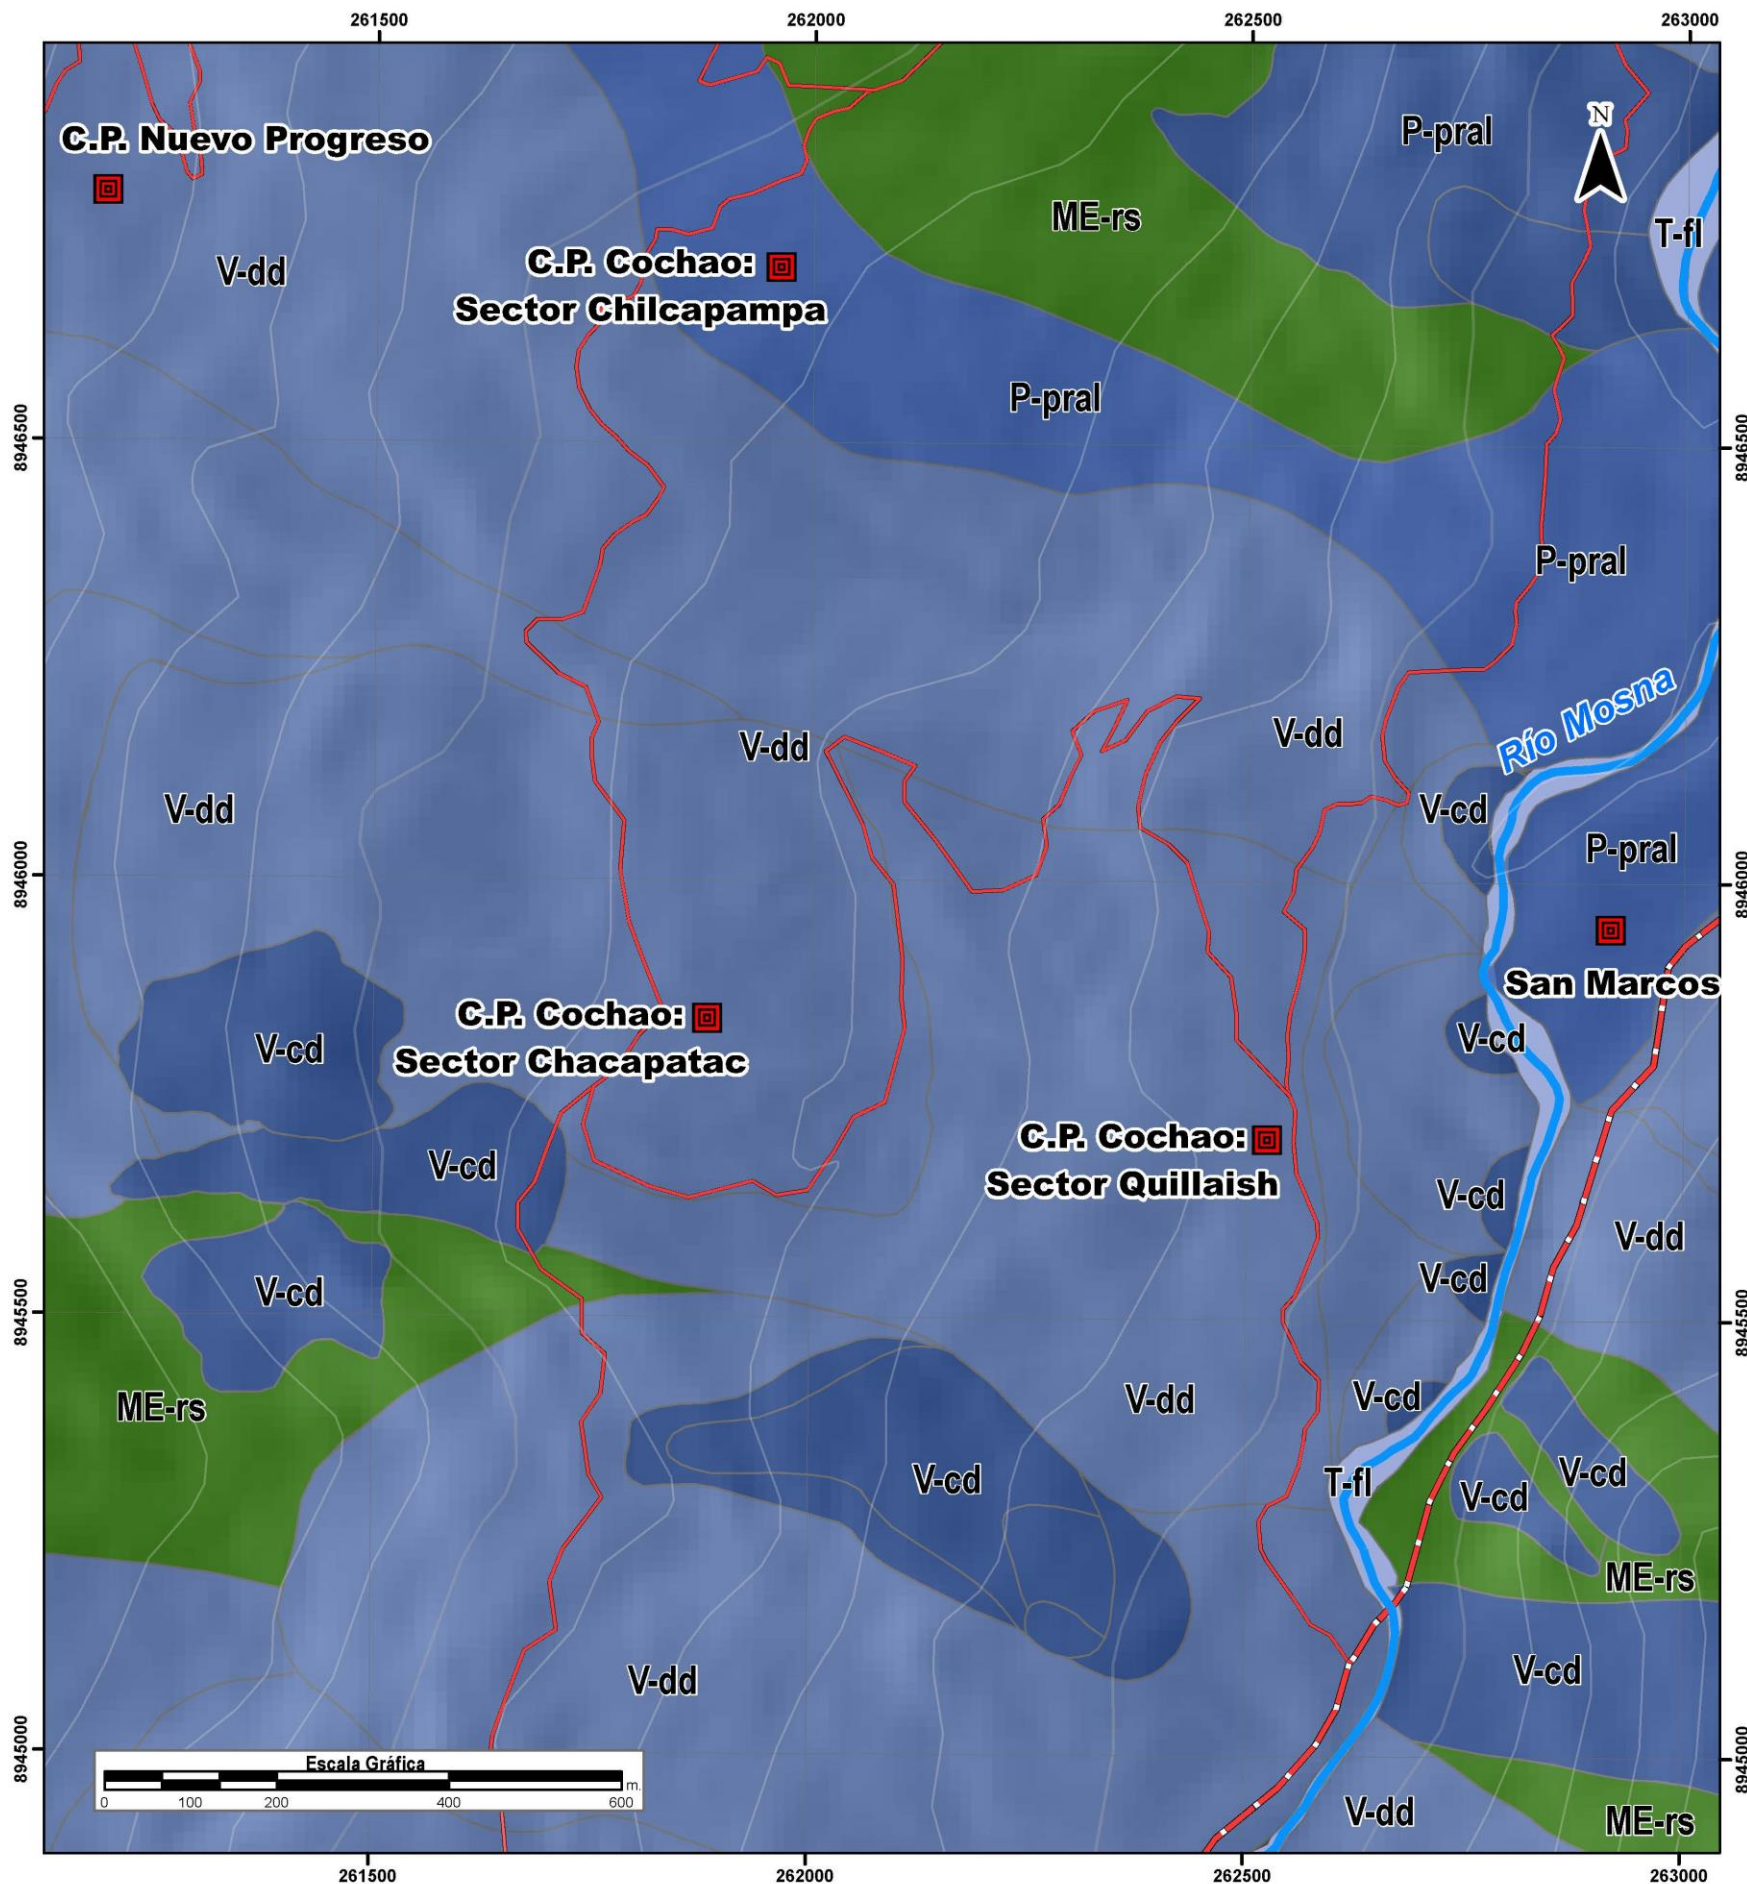 261500 262000 262500 263000
N
P-pral
C.P. Nuevo Progreso
ME-rs
T-fl
C.P. Cochao:
Sector Chilcapampa
V-dd
P-pral
8946500
8946500
P-pral
Río Mosna
V-dd
V-dd
V-dd
V-cd
P-pral
8946000
8946000
San Marcos
C.P. Cochao:
Sector Chacapatac
V-cd
V-cd
C.P. Cochao:
Sector Quillaish
V-cd
V-cd
V-dd
V-cd
V-cd
8945500
8945500
ME-rs
V-dd
V-cd
V-cd
T-fl
V-cd
V-cd
ME-rs
V-dd
V-cd
8945000
8945000
Escala Gráfica
m.
0 100 200 400 600
V-dd
ME-rs
261500 262000 262500 263000